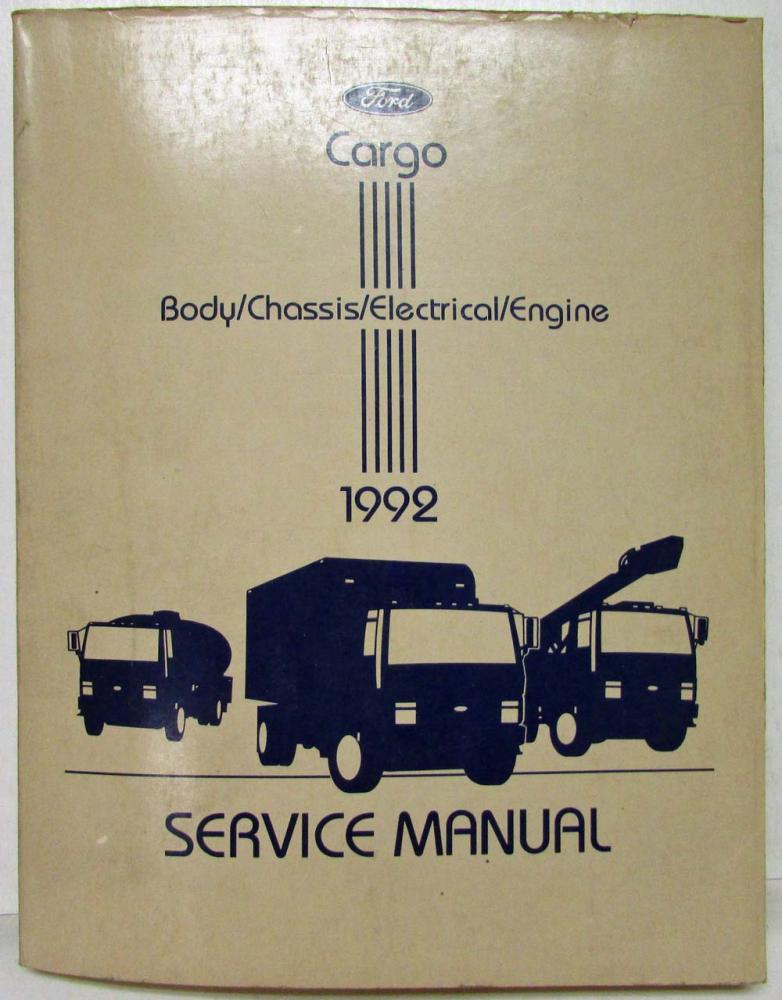 Ford
Cargo
Body/Chassis/Electrical/Engine
1992
SERVICE MANUAL